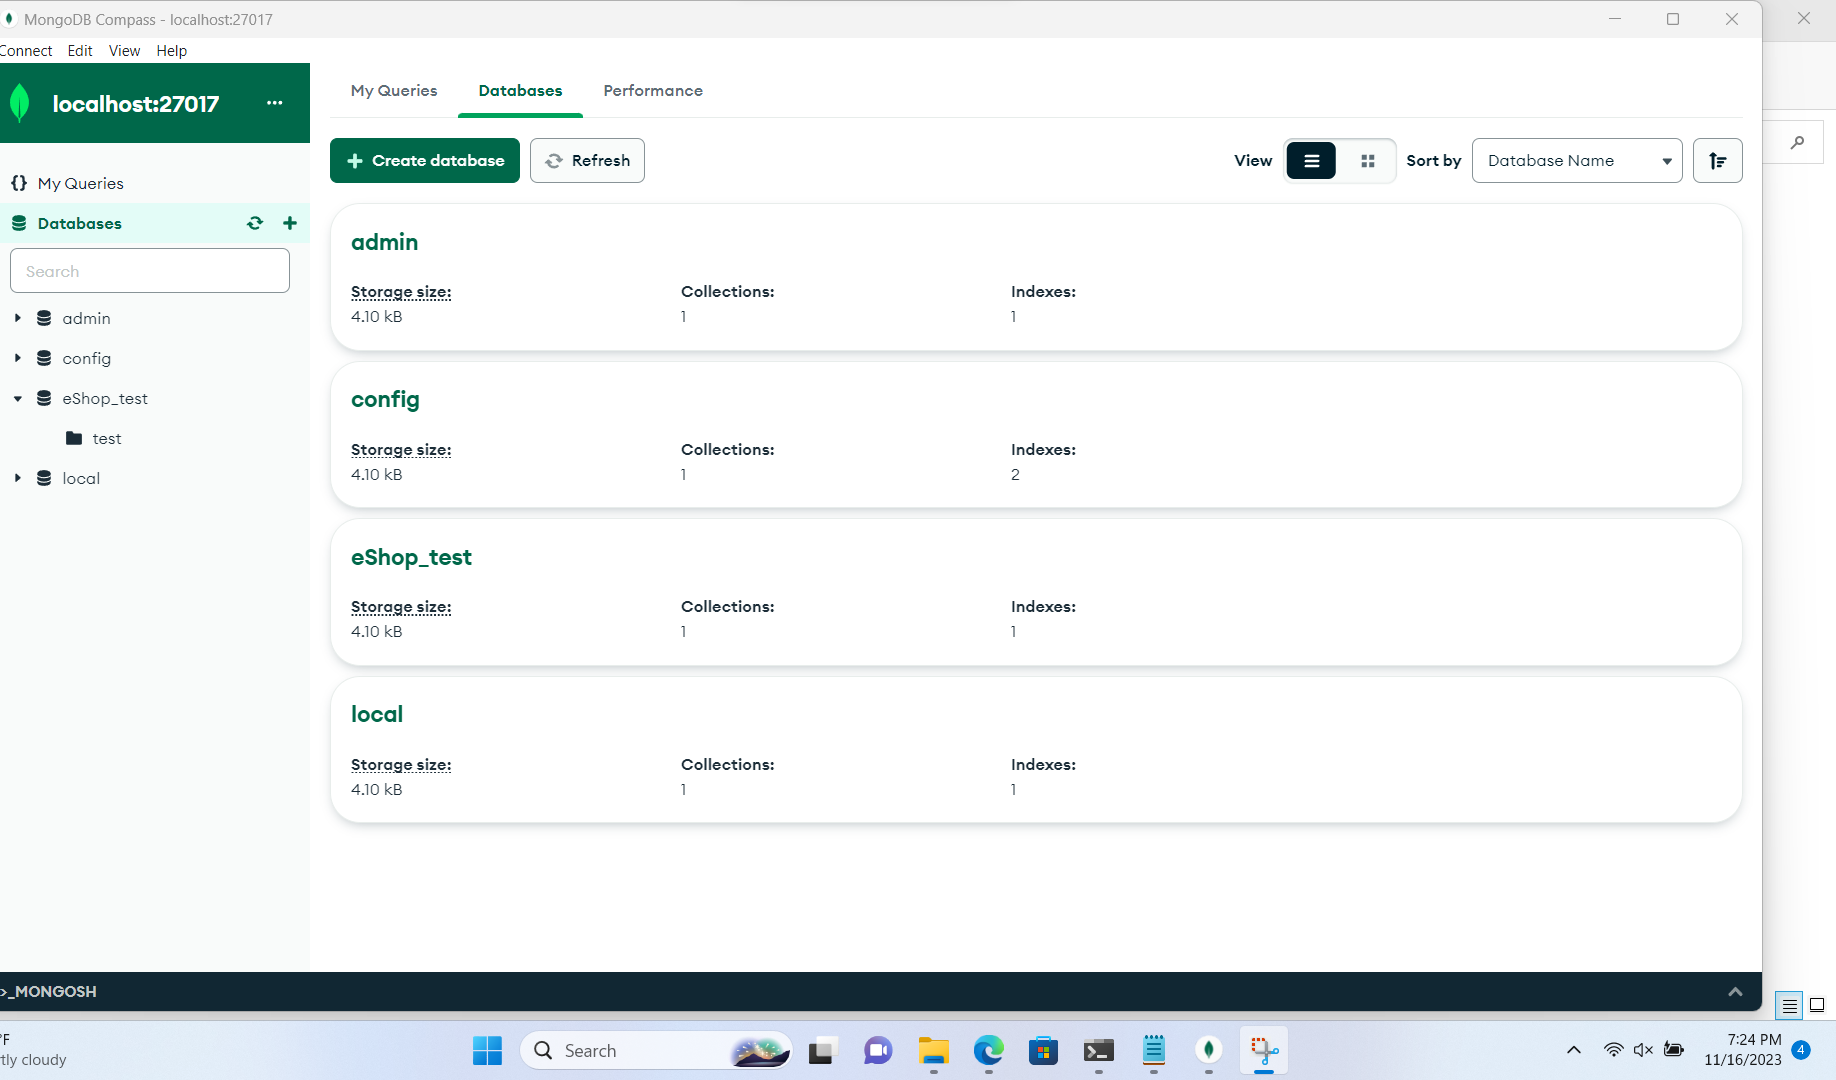 MongoDB Compass - localhost:27017
Connect Edit View Help
localhost:27017 ...
My Queries Databases Performance
Create database Refresh View Sort by Database Name
{} My Queries
Databases
Search
admin
config
eShop_test
test
local
admin
Storage size: Collections: Indexes:
4.10 kB 1 1
config
Storage size: Collections: Indexes:
4.10 kB 1 2
eShop_test
Storage size: Collections: Indexes:
4.10 kB 1 1
local
Storage size: Collections: Indexes:
4.10 kB 1 1
>_MONGOSH
°F
tly cloudy
Search
7:24 PM
11/16/2023
4